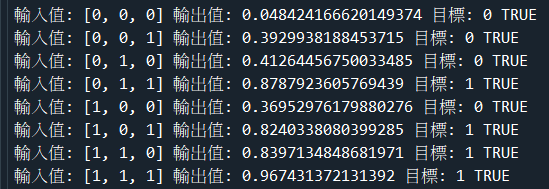 輸入值: [0, 0, 0] 輸出值: 0.048424166620149374 目標: 0 TRUE
輸入值: [0, 0, 1] 輸出值: 0.3929938188453715 目標: 0 TRUE
輸入值: [0, 1, 0] 輸出值: 0.41264456750033485 目標: 0 TRUE
輸入值: [0, 1, 1] 輸出值: 0.8787923605769439 目標: 1 TRUE
輸入值: [1, 0, 0] 輸出值: 0.36952976179880276 目標: 0 TRUE
輸入值: [1, 0, 1] 輸出值: 0.8240338080399285 目標: 1 TRUE
輸入值: [1, 1, 0] 輸出值: 0.8397134848681971 目標: 1 TRUE
輸入值: [1, 1, 1] 輸出值: 0.967431372131392 目標: 1 TRUE